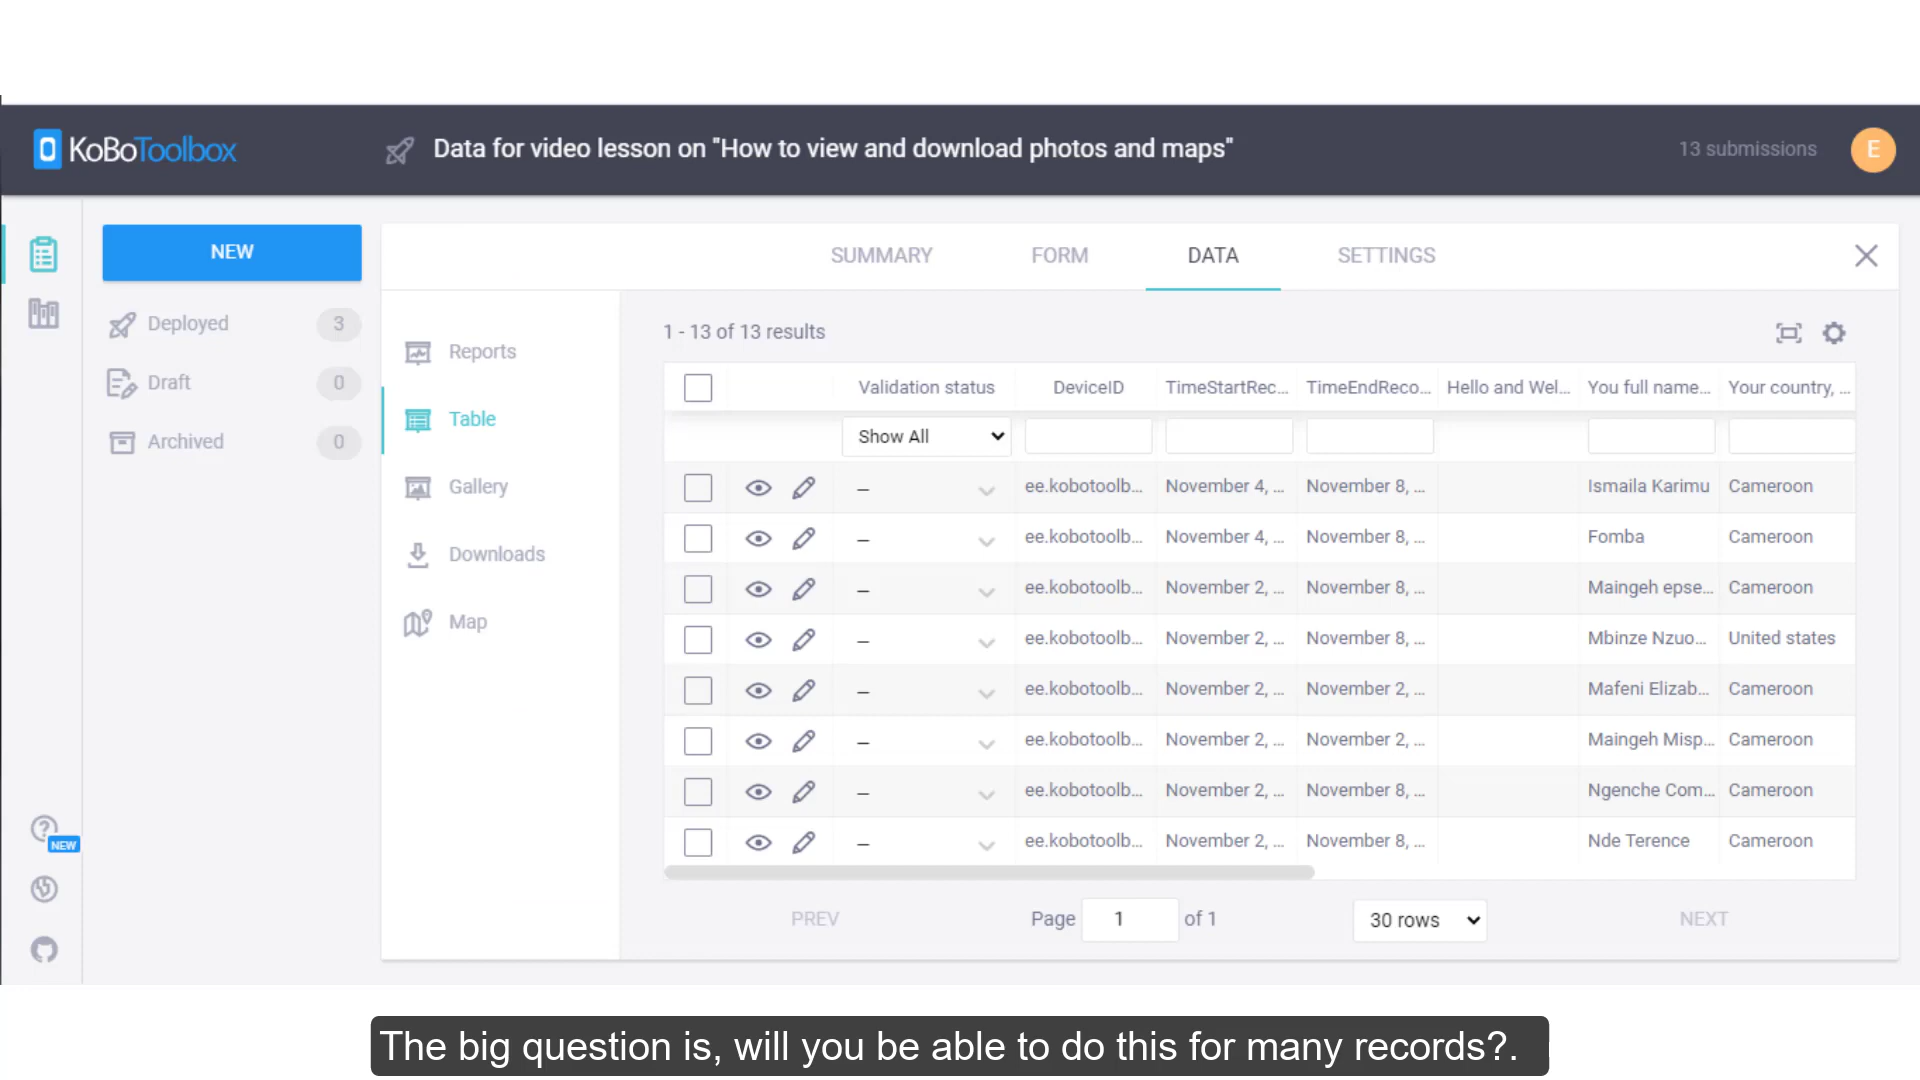 KoBoToolbox
Data for video lesson on "How to view and download photos and maps"
13 submissions
E
NEW
SUMMARY
FORM
DATA
SETTINGS
Deployed
3
Draft
0
Archived
0
Reports
Table
Gallery
Downloads
Map
1 - 13 of 13 results
Validation status DeviceID TimeStartRec... TimeEndReco... Hello and Wel... You full name... Your country, ...
Show All
– ee.kobotoolb... November 4, ... November 8, ... Ismaila Karimu Cameroon
– ee.kobotoolb... November 4, ... November 8, ... Fomba Cameroon
– ee.kobotoolb... November 2, ... November 8, ... Maingeh epse... Cameroon
– ee.kobotoolb... November 2, ... November 8, ... Mbinze Nzuo... United states
– ee.kobotoolb... November 2, ... November 2, ... Mafeni Elizab... Cameroon
– ee.kobotoolb... November 2, ... November 2, ... Maingeh Misp... Cameroon
– ee.kobotoolb... November 2, ... November 8, ... Ngenche Com... Cameroon
– ee.kobotoolb... November 2, ... November 8, ... Nde Terence Cameroon
NEW
PREV
Page 1 of 1
30 rows
NEXT
The big question is, will you be able to do this for many records?.